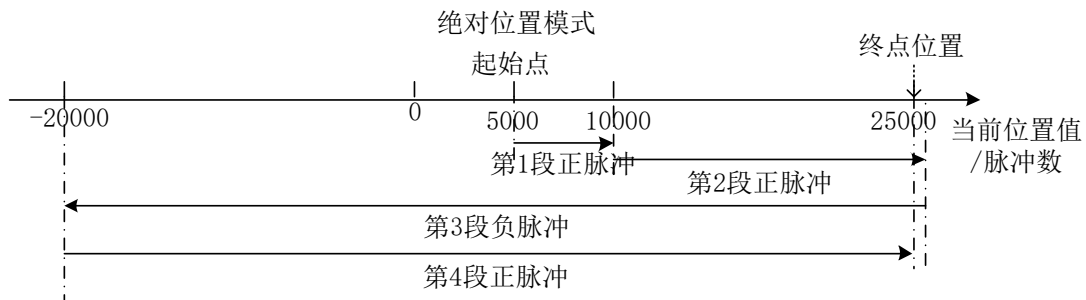 绝对位置模式
起始点
终点位置
-20000
0
5000
10000
25000
当前位置值
/脉冲数
第1段正脉冲
第2段正脉冲
第3段负脉冲
第4段正脉冲